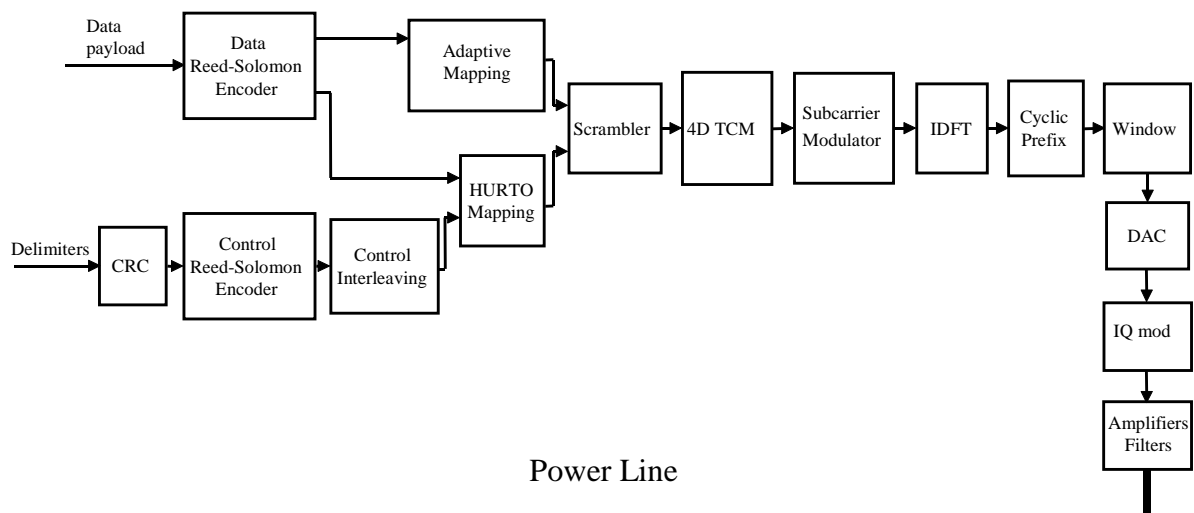 Data
payload
Data
Reed-Solomon
Encoder
Adaptive
Mapping
Scrambler
4D TCM
Subcarrier
Modulator
IDFT
Cyclic
Prefix
Window
HURTO
Mapping
Delimiters
CRC
Control
Reed-Solomon
Encoder
Control
Interleaving
DAC
IQ mod
Amplifiers
Filters
Power Line